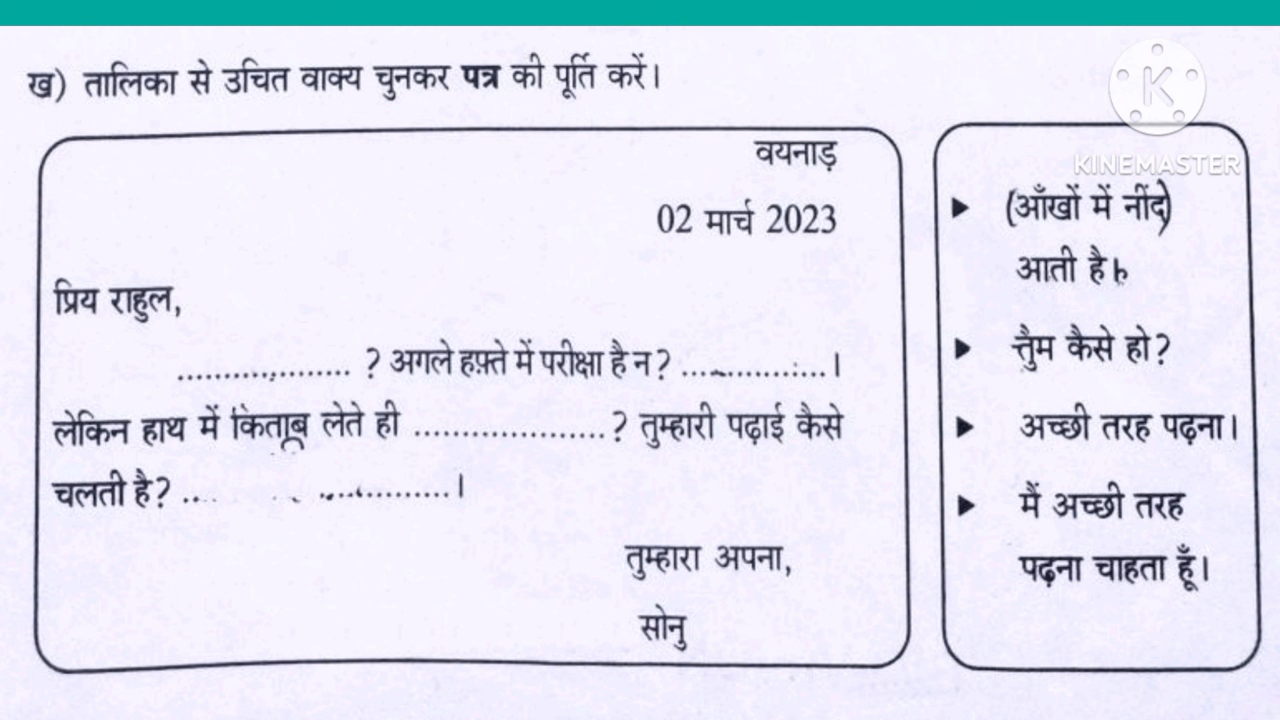 ख) तालिका से उचित वाक्य चुनकर पत्र की पूर्ति करें।
वयनाड़
02 मार्च 2023
प्रिय राहुल,
................... ? अगले हफ़्ते में परीक्षा है न? ..................।
लेकिन हाथ में किताब लेते ही ....................? तुम्हारी पढ़ाई कैसे
चलती है? ..........................।
तुम्हारा अपना,
सोनु
KINEMASTER
▶ (आँखों में नींद)
आती है।
▶ तुम कैसे हो?
▶ अच्छी तरह पढ़ना।
▶ मैं अच्छी तरह
पढ़ना चाहता हूँ।